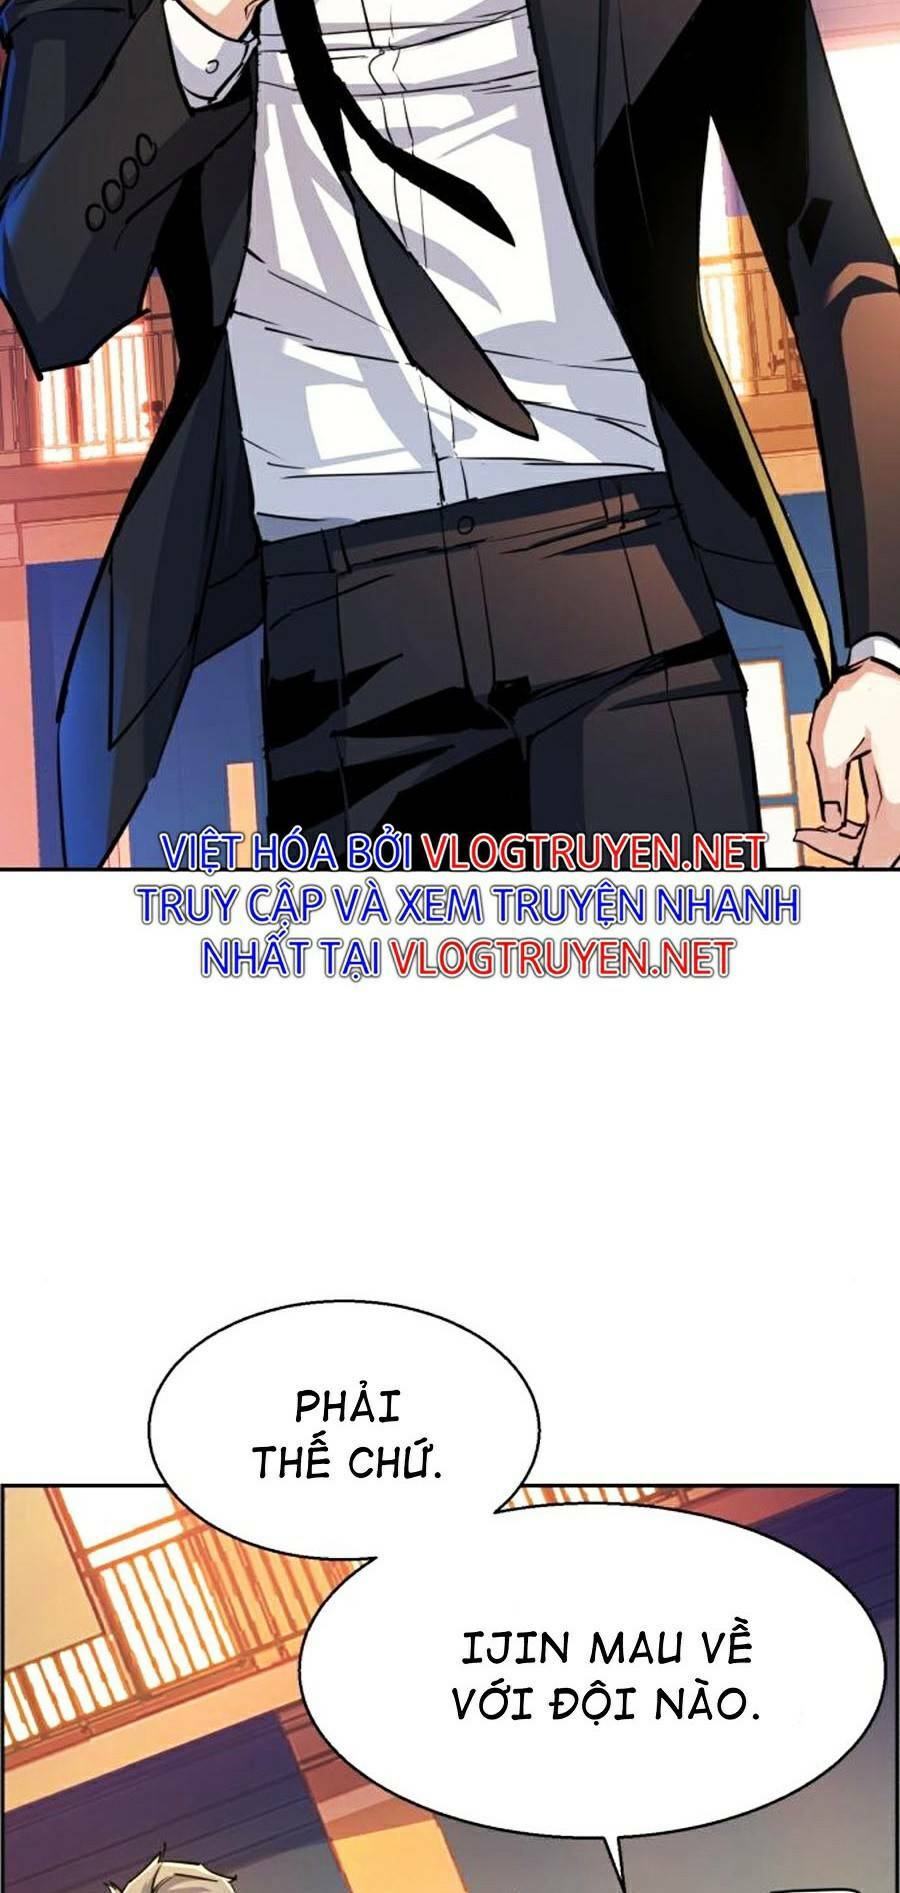 VIỆT HÓA BỞI VLOGTRUYEN.NET
TRUY CẬP VÀ XEM TRUYỆN NHANH
NHẤT TẠI VLOGTRUYEN.NET
PHẢI
THẾ CHỨ.
IJIN MAU VỀ
VỚI ĐỘI NÀO.